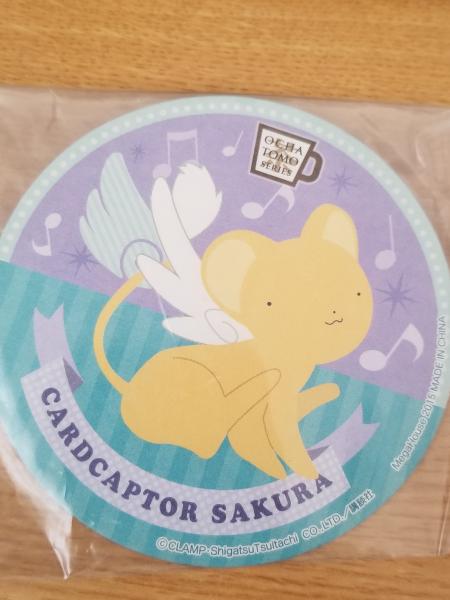 OCHA
TOMO
SERIES
CARDCAPTOR SAKURA
©CLAMP・ShigatsuTsuitachi CO.,LTD./講談社
MegaHouse 2015 MADE IN CHINA